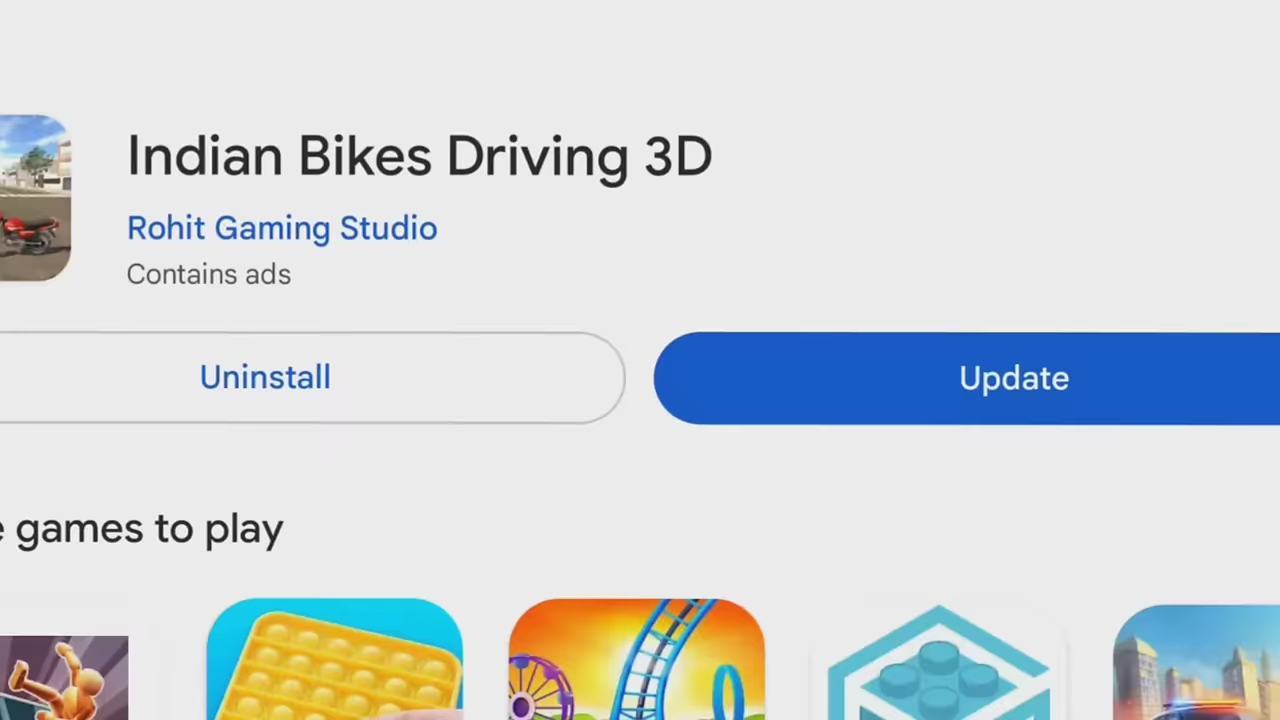 Indian Bikes Driving 3D
Rohit Gaming Studio
Contains ads
Uninstall
Update
games to play